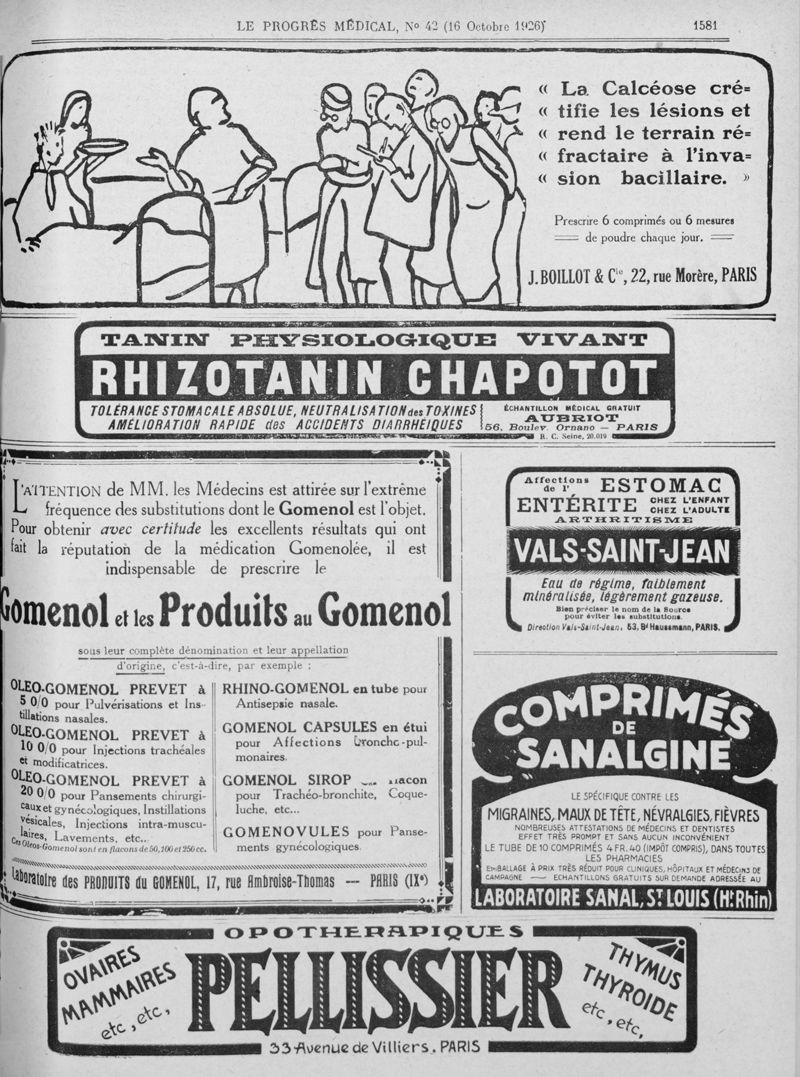 LE PROGRÈS MÉDICAL, No 42 (16 Octobre 1926)
1581
« La Calcéose cré=
« tifie les lésions et
« rend le terrain ré=
« fractaire à l'inva=
« sion bacillaire. »
Prescrire 6 comprimés ou 6 mesures
de poudre chaque jour.
J. BOILLOT & Cie, 22, rue Morère, PARIS
TANIN PHYSIOLOGIQUE VIVANT
RHIZOTANIN CHAPOTOT
TOLÉRANCE STOMACALE ABSOLUE, NEUTRALISATION des TOXINES
AMÉLIORATION RAPIDE des ACCIDENTS DIARRHÉIQUES
ÉCHANTILLON MÉDICAL GRATUIT
AUBRIOT
56, Boulev. Ornano — PARIS
R. C. Seine, 20.019
L'ATTENTION de MM. les Médecins est attirée sur l'extrême
fréquence des substitutions dont le Gomenol est l'objet.
Pour obtenir avec certitude les excellents résultats qui ont
fait la réputation de la médication Gomenolée, il est
indispensable de prescrire le
Gomenol et les Produits au Gomenol
sous leur complète dénomination et leur appellation
d'origine, c'est-à-dire, par exemple :
OLEO-GOMENOL PREVET à
5 0/0 pour Pulvérisations et Ins-
tillations nasales.
OLEO-GOMENOL PREVET à
10 0/0 pour Injections trachéales
et modificatrices.
OLEO-GOMENOL PREVET à
20 0/0 pour Pansements chirurgi-
caux et gynécologiques, Instillations
vésicales, Injections intra-muscu-
laires, Lavements, etc...
Ces Oléos-Gomenol sont en flacons de 50, 100 et 250 cc.
RHINO-GOMENOL en tube pour
Antisepsie nasale.
GOMENOL CAPSULES en étui
pour Affections broncho-pul-
monaires.
GOMENOL SIROP flacon
pour Trachéo-bronchite, Coque-
luche, etc...
GOMENOVULES pour Panse-
ments gynécologiques.
Laboratoire des PRODUITS du GOMENOL, 17, rue Ambroise-Thomas — PARIS (IXe)
Affections de l' ESTOMAC
ENTÉRITE CHEZ L'ENFANT
CHEZ L'ADULTE
ARTHRITISME
VALS-SAINT-JEAN
Eau de régime, faiblement
minéralisée, légèrement gazeuse.
Bien préciser le nom de la Source
pour éviter les substitutions.
Direction Vals-Saint-Jean, 53, Bd Haussmann, PARIS.
COMPRIMÉS
DE
SANALGINE
LE SPÉCIFIQUE CONTRE LES
MIGRAINES, MAUX DE TÊTE, NÉVRALGIES, FIÈVRES
NOMBREUSES ATTESTATIONS DE MÉDECINS ET DENTISTES
EFFET TRÈS PROMPT ET SANS AUCUN INCONVÉNIENT
LE TUBE DE 10 COMPRIMÉS 4 FR. 40 (IMPÔT COMPRIS), DANS TOUTES
LES PHARMACIES
EMBALLAGE À PRIX TRÈS RÉDUIT POUR CLINIQUES, HÔPITAUX ET MÉDECINS DE
CAMPAGNE — ECHANTILLONS GRATUITS SUR DEMANDE ADRESSÉE AU
LABORATOIRE SANAL, ST LOUIS (Ht Rhin)
OPOTHERAPIQUES
OVAIRES
MAMMAIRES
etc, etc,
PELLISSIER
THYMUS
THYROIDE
etc, etc,
33 Avenue de Villiers. PARIS